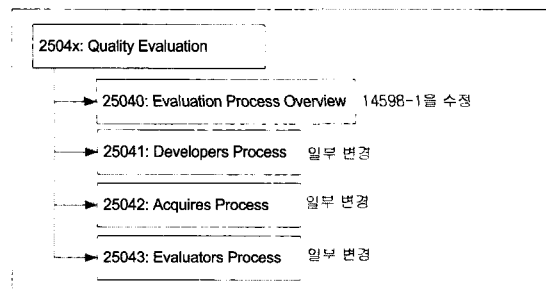 2504x: Quality Evaluation
25040: Evaluation Process Overview 14598-1을 수정
25041: Developers Process 일부 변경
25042: Acquires Process 일부 변경
25043: Evaluators Process 일부 변경